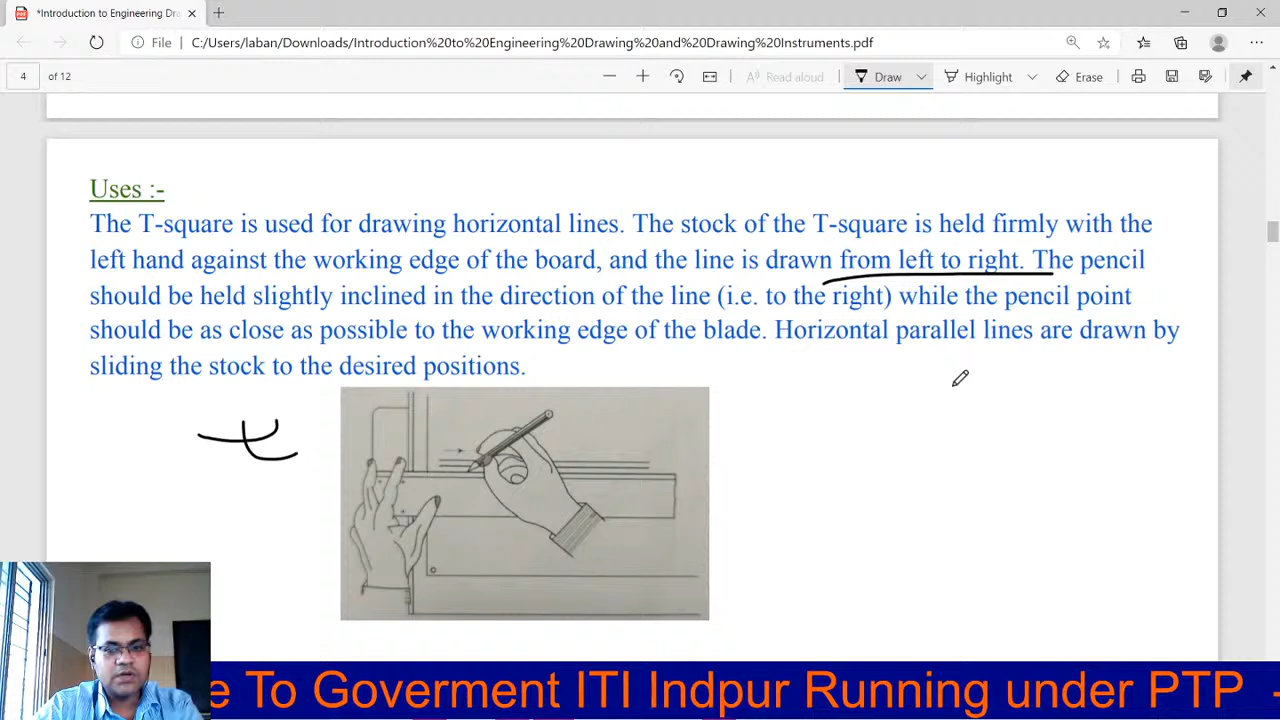 *Introduction to Engineering Dra
File C:/Users/laban/Downloads/Introduction%20to%20Engineering%20Drawing%20and%20Drawing%20Instruments.pdf
4 of 12 Read aloud Draw Highlight Erase
Uses :-
The T-square is used for drawing horizontal lines. The stock of the T-square is held firmly with the
left hand against the working edge of the board, and the line is drawn from left to right. The pencil
should be held slightly inclined in the direction of the line (i.e. to the right) while the pencil point
should be as close as possible to the working edge of the blade. Horizontal parallel lines are drawn by
sliding the stock to the desired positions.
e To Goverment ITI Indpur Running under PTP -